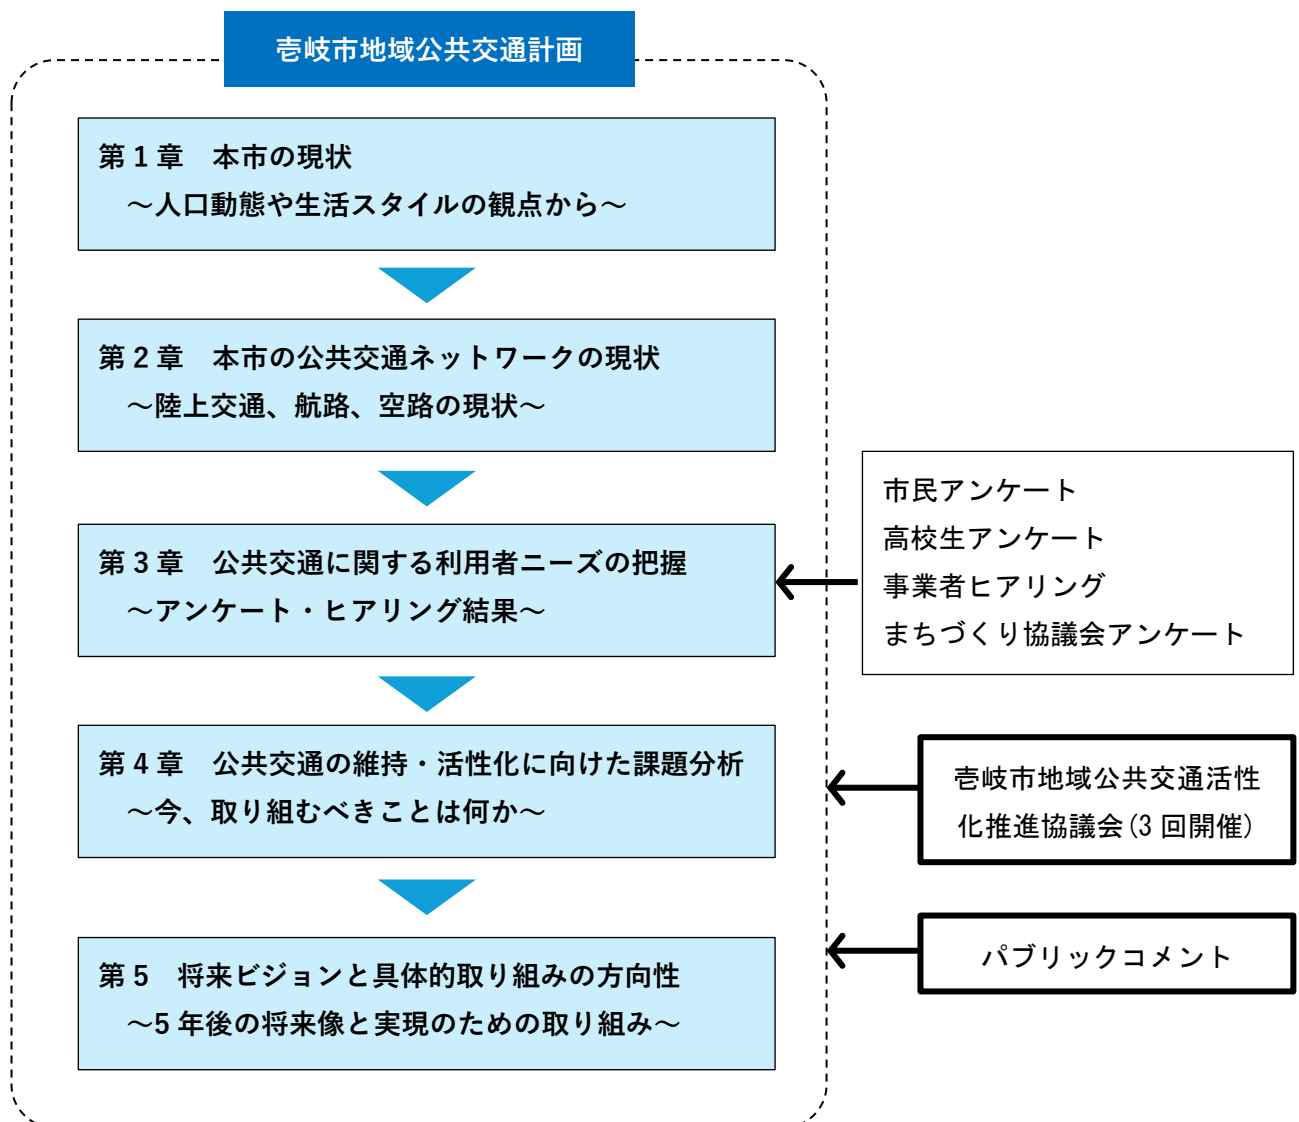 壱岐市地域公共交通計画
第1章　本市の現状
～人口動態や生活スタイルの観点から～
第2章　本市の公共交通ネットワークの現状
～陸上交通、航路、空路の現状～
第3章　公共交通に関する利用者ニーズの把握
～アンケート・ヒアリング結果～
市民アンケート
高校生アンケート
事業者ヒアリング
まちづくり協議会アンケート
第4章　公共交通の維持・活性化に向けた課題分析
～今、取り組むべきことは何か～
壱岐市地域公共交通活性
化推進協議会(3回開催)
第5　将来ビジョンと具体的取り組みの方向性
～5年後の将来像と実現のための取り組み～
パブリックコメント